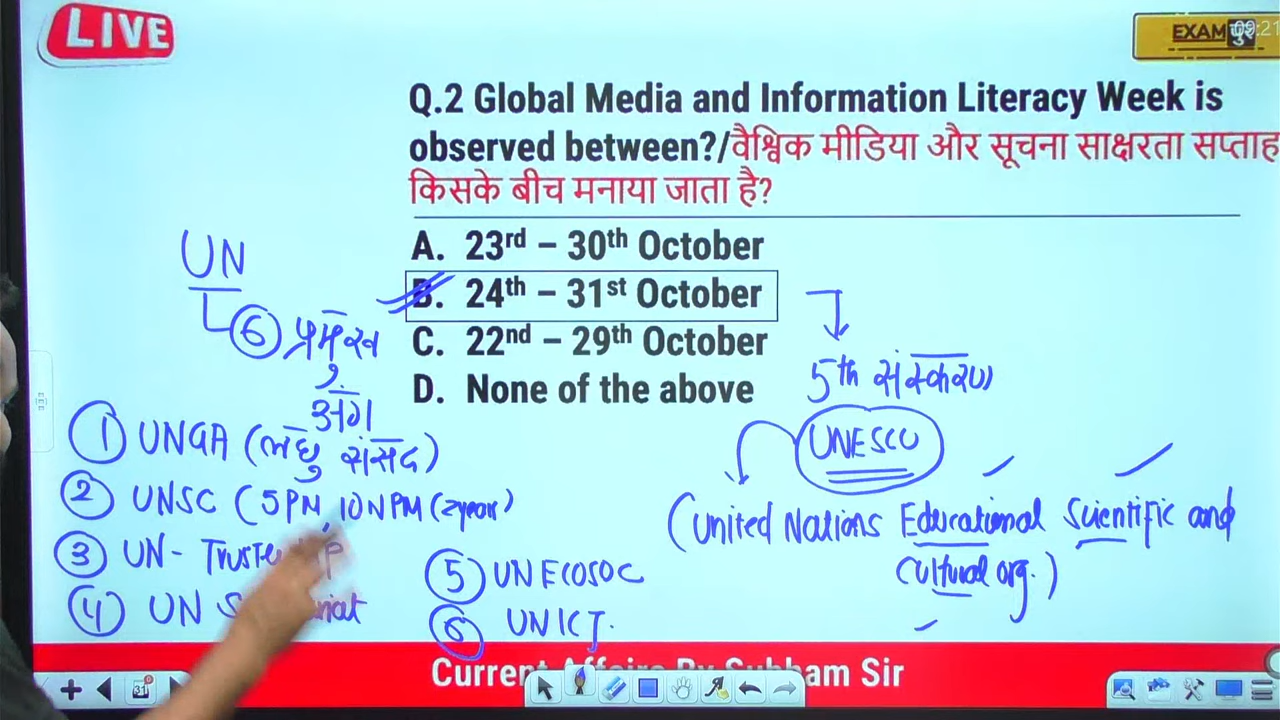 LIVE
EXAM पुर
09:21
Q.2 Global Media and Information Literacy Week is
observed between?/वैश्विक मीडिया और सूचना साक्षरता सप्ताह
किसके बीच मनाया जाता है?
A. 23rd – 30th October
B. 24th – 31st October
C. 22nd – 29th October
D. None of the above
UN
6 प्रमुख
अंग
1 UNGA (लघु संसद)
2 UNSC (5PM, 10NPM (2year)
3 UN-
4 UN
5 UNECOSOC
6 UNICJ.
5th संस्करण
UNESCO
(United Nations Educational Scientific and
Cultural org.)
Current Affairs By Subham Sir
31